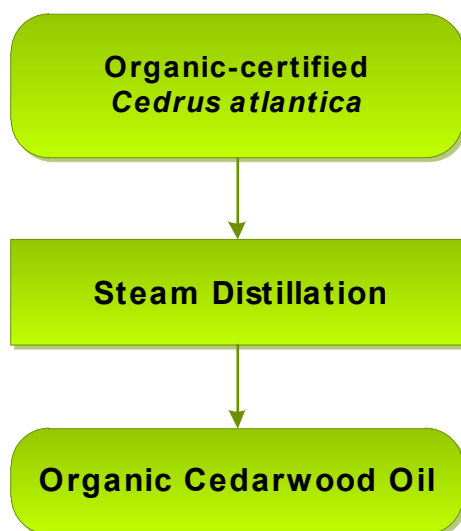 Organic-certified
Cedrus atlantica
Steam Distillation
Organic Cedarwood Oil